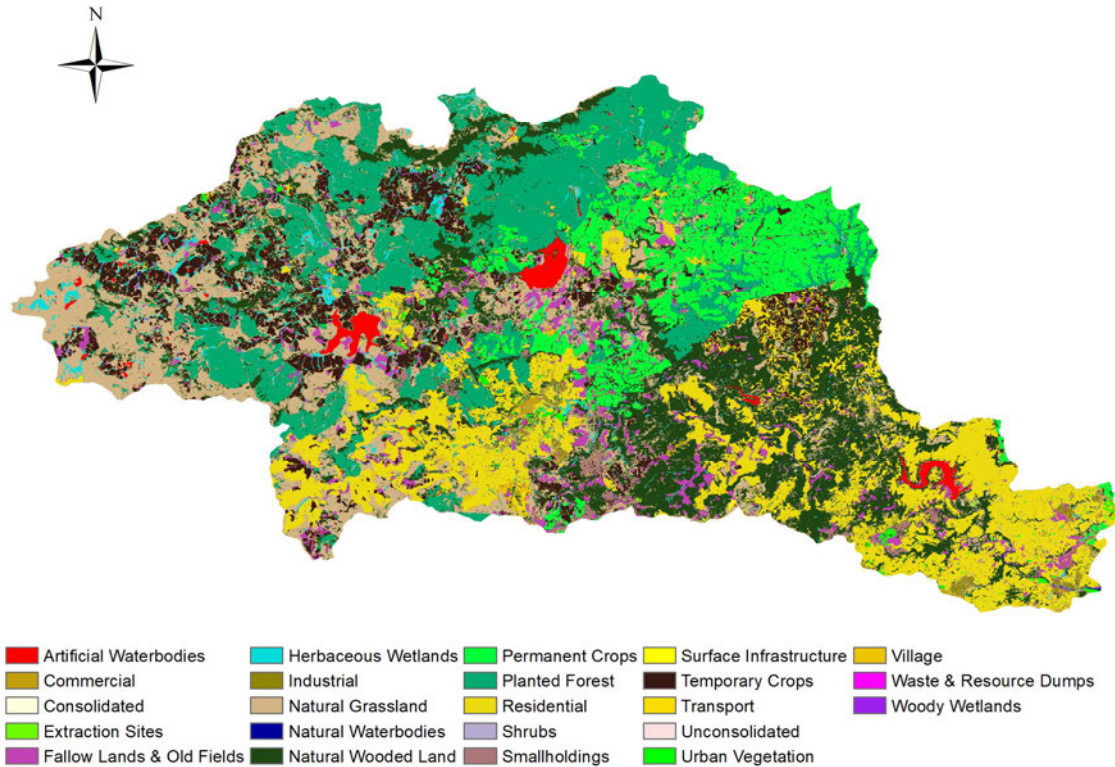 N
Artificial Waterbodies
Commercial
Consolidated
Extraction Sites
Fallow Lands & Old Fields
Herbaceous Wetlands
Industrial
Natural Grassland
Natural Waterbodies
Natural Wooded Land
Permanent Crops
Planted Forest
Residential
Shrubs
Smallholdings
Surface Infrastructure
Temporary Crops
Transport
Unconsolidated
Urban Vegetation
Village
Waste & Resource Dumps
Woody Wetlands